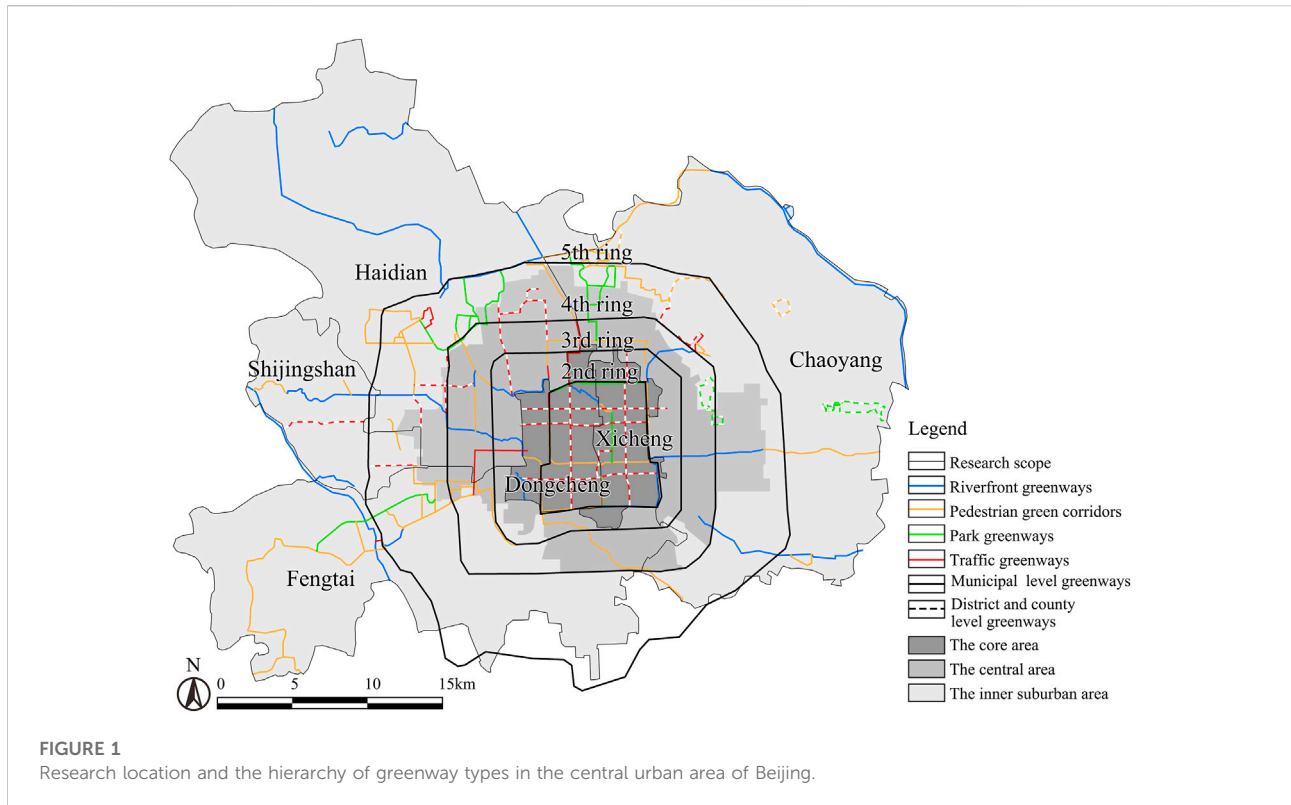 5th ring
Haidian
4th ring
3rd ring
Shijingshan
Chaoyang
2nd ring
Xicheng
Dongcheng
Fengtai
Legend
Research scope
Riverfront greenways
Pedestrian green corridors
Park greenways
Traffic greenways
Municipal level greenways
District and county
level greenways
The core area
The central area
The inner suburban area
N
0 5 10 15km
FIGURE 1
Research location and the hierarchy of greenway types in the central urban area of Beijing.